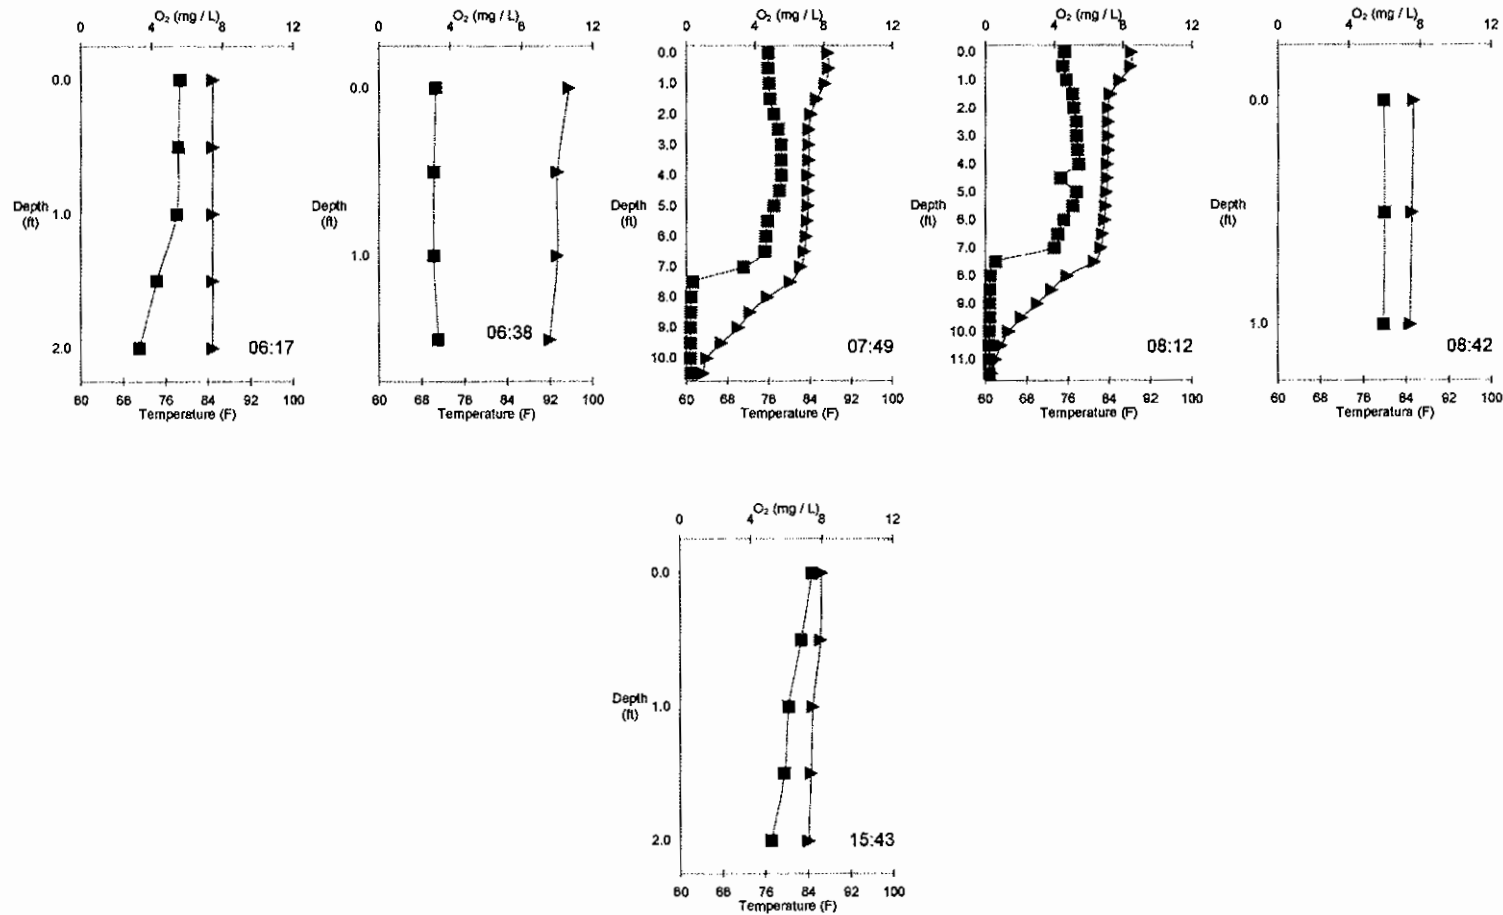 O₂ (mg / L)
0 4 8 12
0.0
Depth
(ft)
1.0
2.0
06:17
60 68 76 84 92 100
Temperature (F)
O₂ (mg / L)
0 4 8 12
0.0
Depth
(ft)
1.0
06:38
60 68 76 84 92 100
Temperature (F)
O₂ (mg / L)
0 4 8 12
0.0
1.0
2.0
3.0
4.0
Depth
(ft)
5.0
6.0
7.0
8.0
9.0
10.0
07:49
60 68 76 84 92 100
Temperature (F)
O₂ (mg / L)
0 4 8 12
0.0
1.0
2.0
3.0
4.0
Depth
(ft)
5.0
6.0
7.0
8.0
9.0
10.0
11.0
08:12
60 68 76 84 92 100
Temperature (F)
O₂ (mg / L)
0 4 8 12
0.0
Depth
(ft)
1.0
08:42
60 68 76 84 92 100
Temperature (F)
O₂ (mg / L)
0 4 8 12
0.0
Depth
(ft)
1.0
2.0
15:43
60 68 76 84 92 100
Temperature (F)